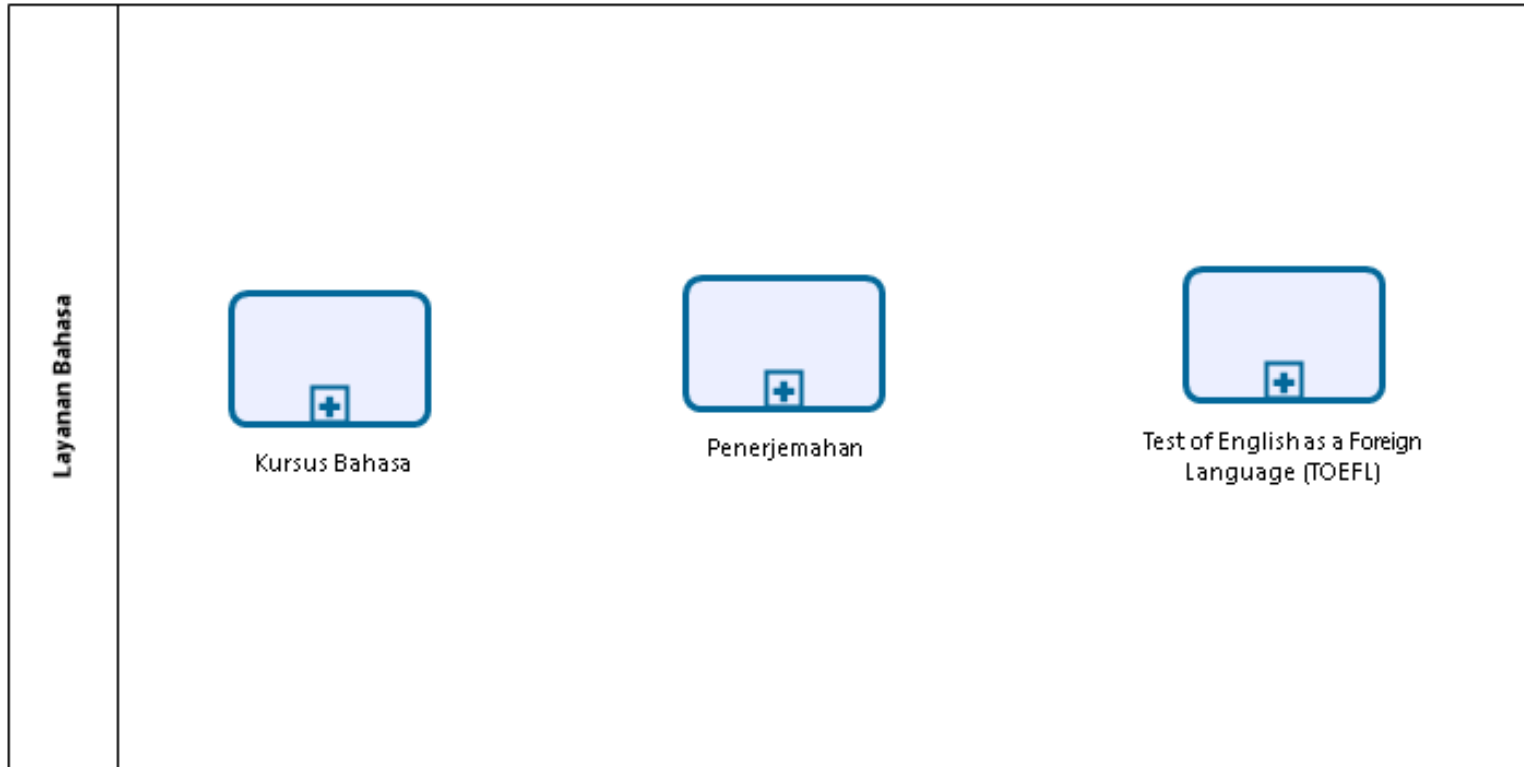 Layanan Bahasa
Kursus Bahasa
Penerjemahan
Test of English as a Foreign
Language (TOEFL)